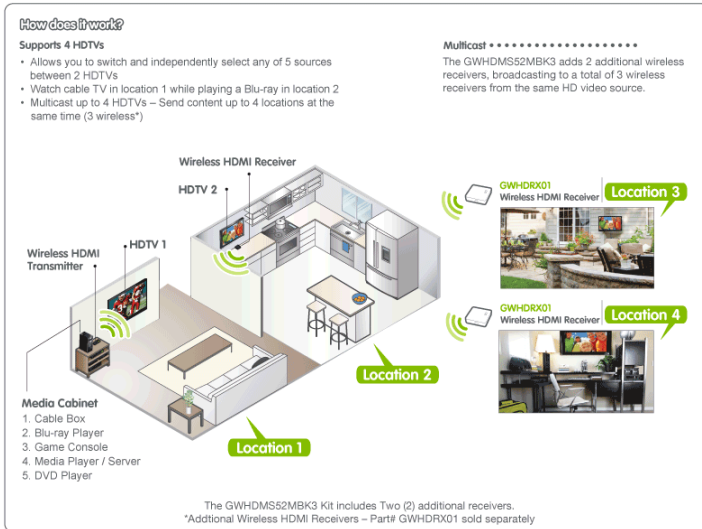 How does it work?
Supports 4 HDTVs
• Allows you to switch and independently select any of 5 sources
between 2 HDTVs
• Watch cable TV in location 1 while playing a Blu-ray in location 2
• Multicast up to 4 HDTVs – Send content up to 4 locations at the
same time (3 wireless*)
Multicast
The GWHDMS52MBK3 adds 2 additional wireless
receivers, broadcasting to a total of 3 wireless
receivers from the same HD video source.
Wireless HDMI Receiver
HDTV 2
HDTV 1
Wireless HDMI
Transmitter
GWHDRX01
Wireless HDMI Receiver
Location 3
GWHDRX01
Wireless HDMI Receiver
Location 4
Location 2
Location 1
Media Cabinet
1. Cable Box
2. Blu-ray Player
3. Game Console
4. Media Player / Server
5. DVD Player
The GWHDMS52MBK3 Kit includes Two (2) additional receivers.
*Addtional Wireless HDMI Receivers – Part# GWHDRX01 sold separately